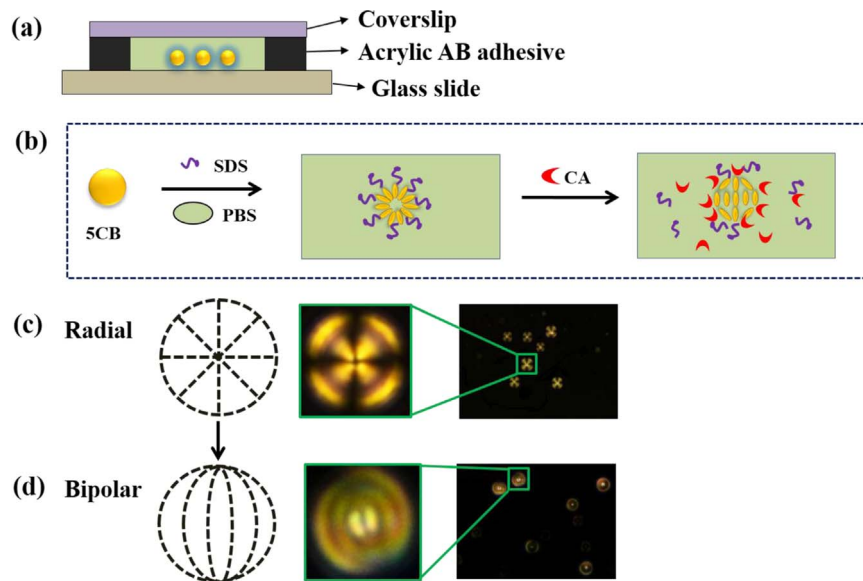 (a)
Coverslip
Acrylic AB adhesive
Glass slide
(b)
SDS
PBS
5CB
CA
(c) Radial
(d) Bipolar